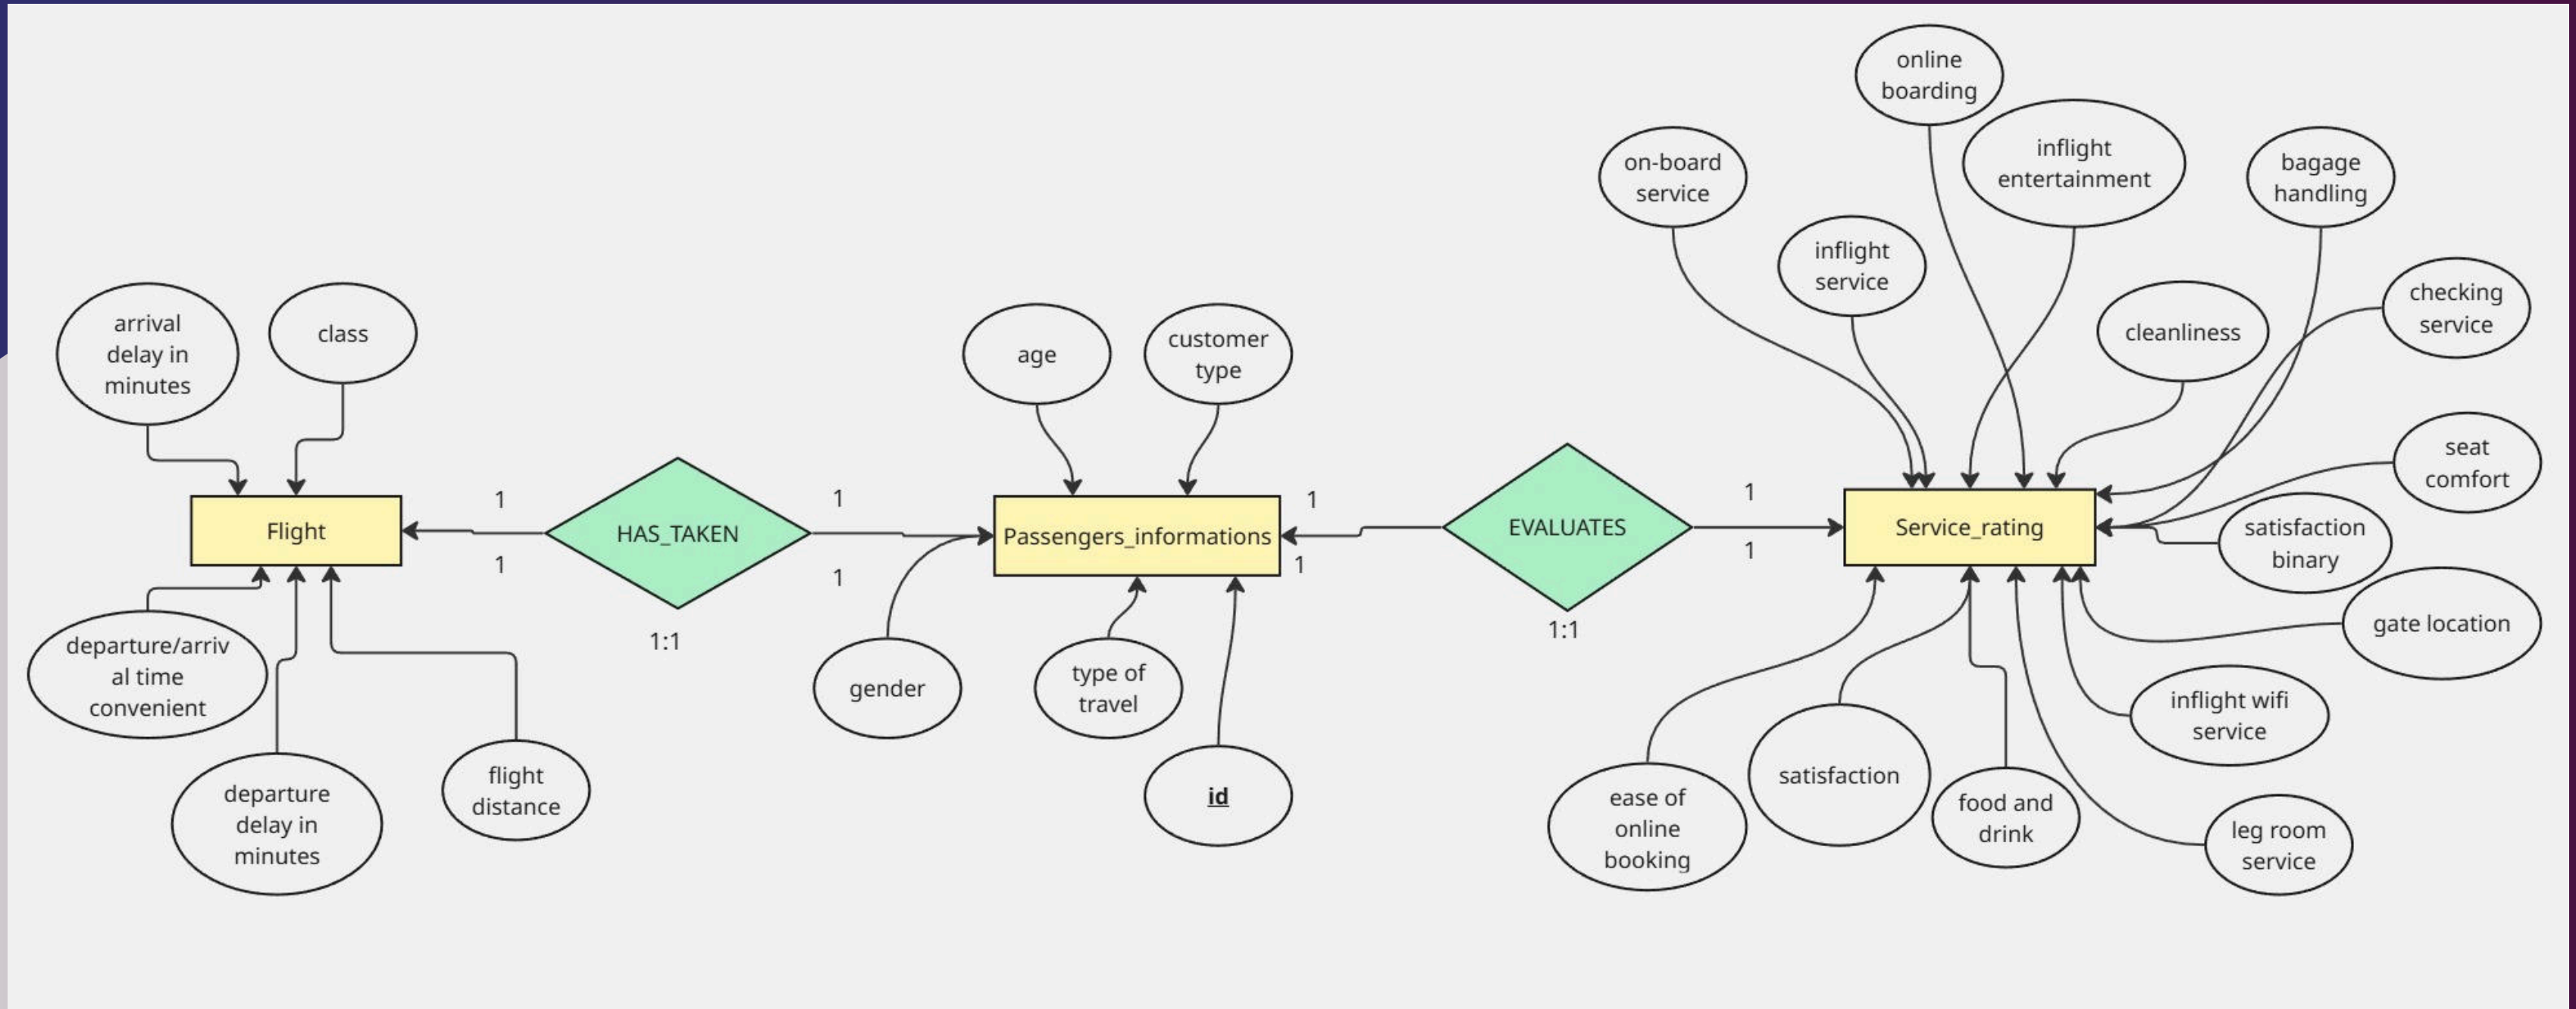 online
boarding
inflight
entertainment
on-board
service
bagage
handling
inflight
service
checking
service
cleanliness
arrival
delay in
minutes
class
age
customer
type
seat
comfort
1
1
1
1
Flight
HAS_TAKEN
Passengers_informations
EVALUATES
Service_rating
satisfaction
binary
1
1
1
1
1:1
1:1
departure/arriv
al time
convenient
gender
type of
travel
gate location
inflight wifi
service
departure
delay in
minutes
flight
distance
id
ease of
online
booking
satisfaction
food and
drink
leg room
service